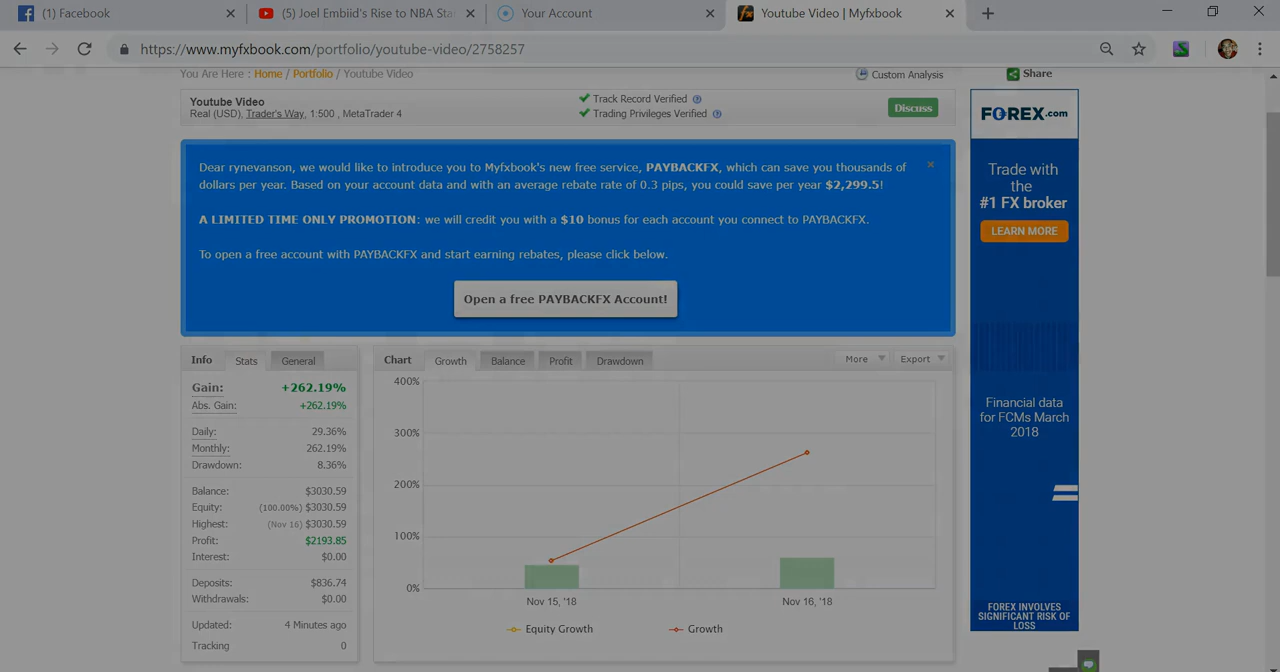 (1) Facebook
(5) Joel Embiid's Rise to NBA Sta
Your Account
Youtube Video | Myfxbook
https://www.myfxbook.com/portfolio/youtube-video/2758257
You Are Here : Home / Portfolio / Youtube Video
Custom Analysis
Share
Youtube Video
Real (USD), Trader's Way, 1:500 , MetaTrader 4
Track Record Verified
Trading Privileges Verified
Discuss
Dear rynevanson, we would like to introduce you to Myfxbook's new free service, PAYBACKFX, which can save you thousands of
dollars per year. Based on your account data and with an average rebate rate of 0.3 pips, you could save per year $2,299.5!
A LIMITED TIME ONLY PROMOTION: we will credit you with a $10 bonus for each account you connect to PAYBACKFX.
To open a free account with PAYBACKFX and start earning rebates, please click below.
Open a free PAYBACKFX Account!
FOREX.com
Trade with
the
#1 FX broker
LEARN MORE
Financial data
for FCMs March
2018
FOREX INVOLVES
SIGNIFICANT RISK OF
LOSS
Info
Stats
General
Gain: +262.19%
Abs. Gain: +262.19%
Daily: 29.36%
Monthly: 262.19%
Drawdown: 8.36%
Balance: $3030.59
Equity: (100.00%) $3030.59
Highest: (Nov 16) $3030.59
Profit: $2193.85
Interest: $0.00
Deposits: $836.74
Withdrawals: $0.00
Updated: 4 Minutes ago
Tracking 0
Chart
Growth
Balance
Profit
Drawdown
More
Export
400%
300%
200%
100%
0%
Nov 15, '18
Nov 16, '18
Equity Growth
Growth